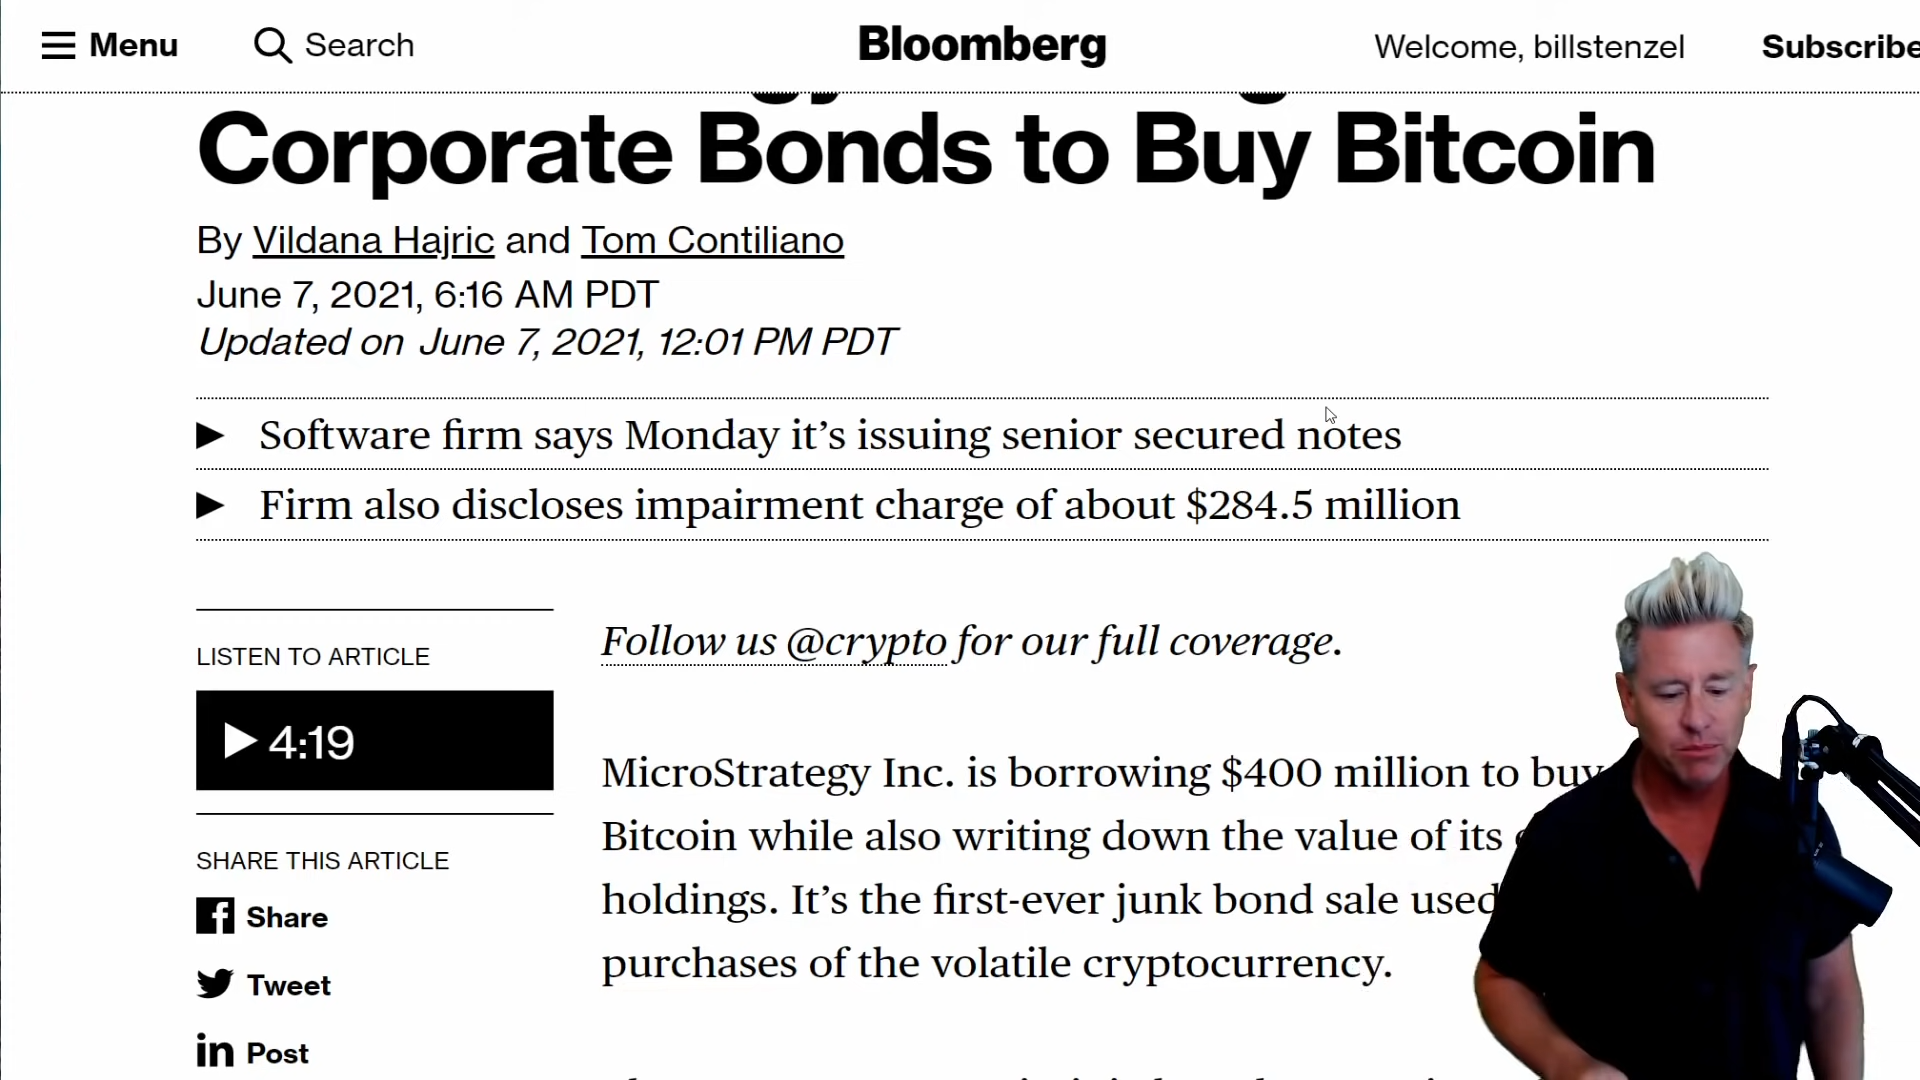 Menu
Search
Bloomberg
Welcome, billstenzel
Subscribe
Corporate Bonds to Buy Bitcoin
By Vildana Hajric and Tom Contiliano
June 7, 2021, 6:16 AM PDT
Updated on June 7, 2021, 12:01 PM PDT
Software firm says Monday it’s issuing senior secured notes
Firm also discloses impairment charge of about $284.5 million
LISTEN TO ARTICLE
4:19
SHARE THIS ARTICLE
Share
Tweet
Post
Follow us @crypto for our full coverage.
MicroStrategy Inc. is borrowing $400 million to buy
Bitcoin while also writing down the value of its
holdings. It’s the first-ever junk bond sale used
purchases of the volatile cryptocurrency.